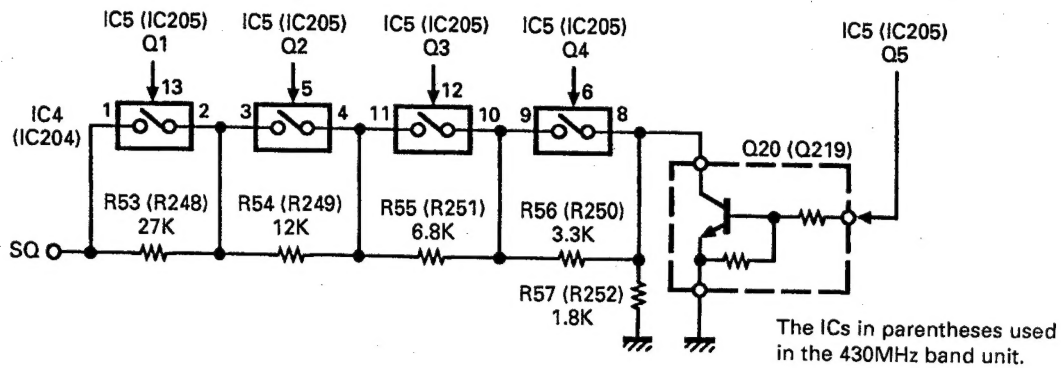 IC5 (IC205)
Q1
IC5 (IC205)
Q2
IC5 (IC205)
Q3
IC5 (IC205)
Q4
IC5 (IC205)
Q5
13
5
12
6
1
2
3
4
11
10
9
8
IC4
(IC204)
Q20 (Q219)
R53 (R248)
27K
R54 (R249)
12K
R55 (R251)
6.8K
R56 (R250)
3.3K
SQ
R57 (R252)
1.8K
The ICs in parentheses used
in the 430MHz band unit.